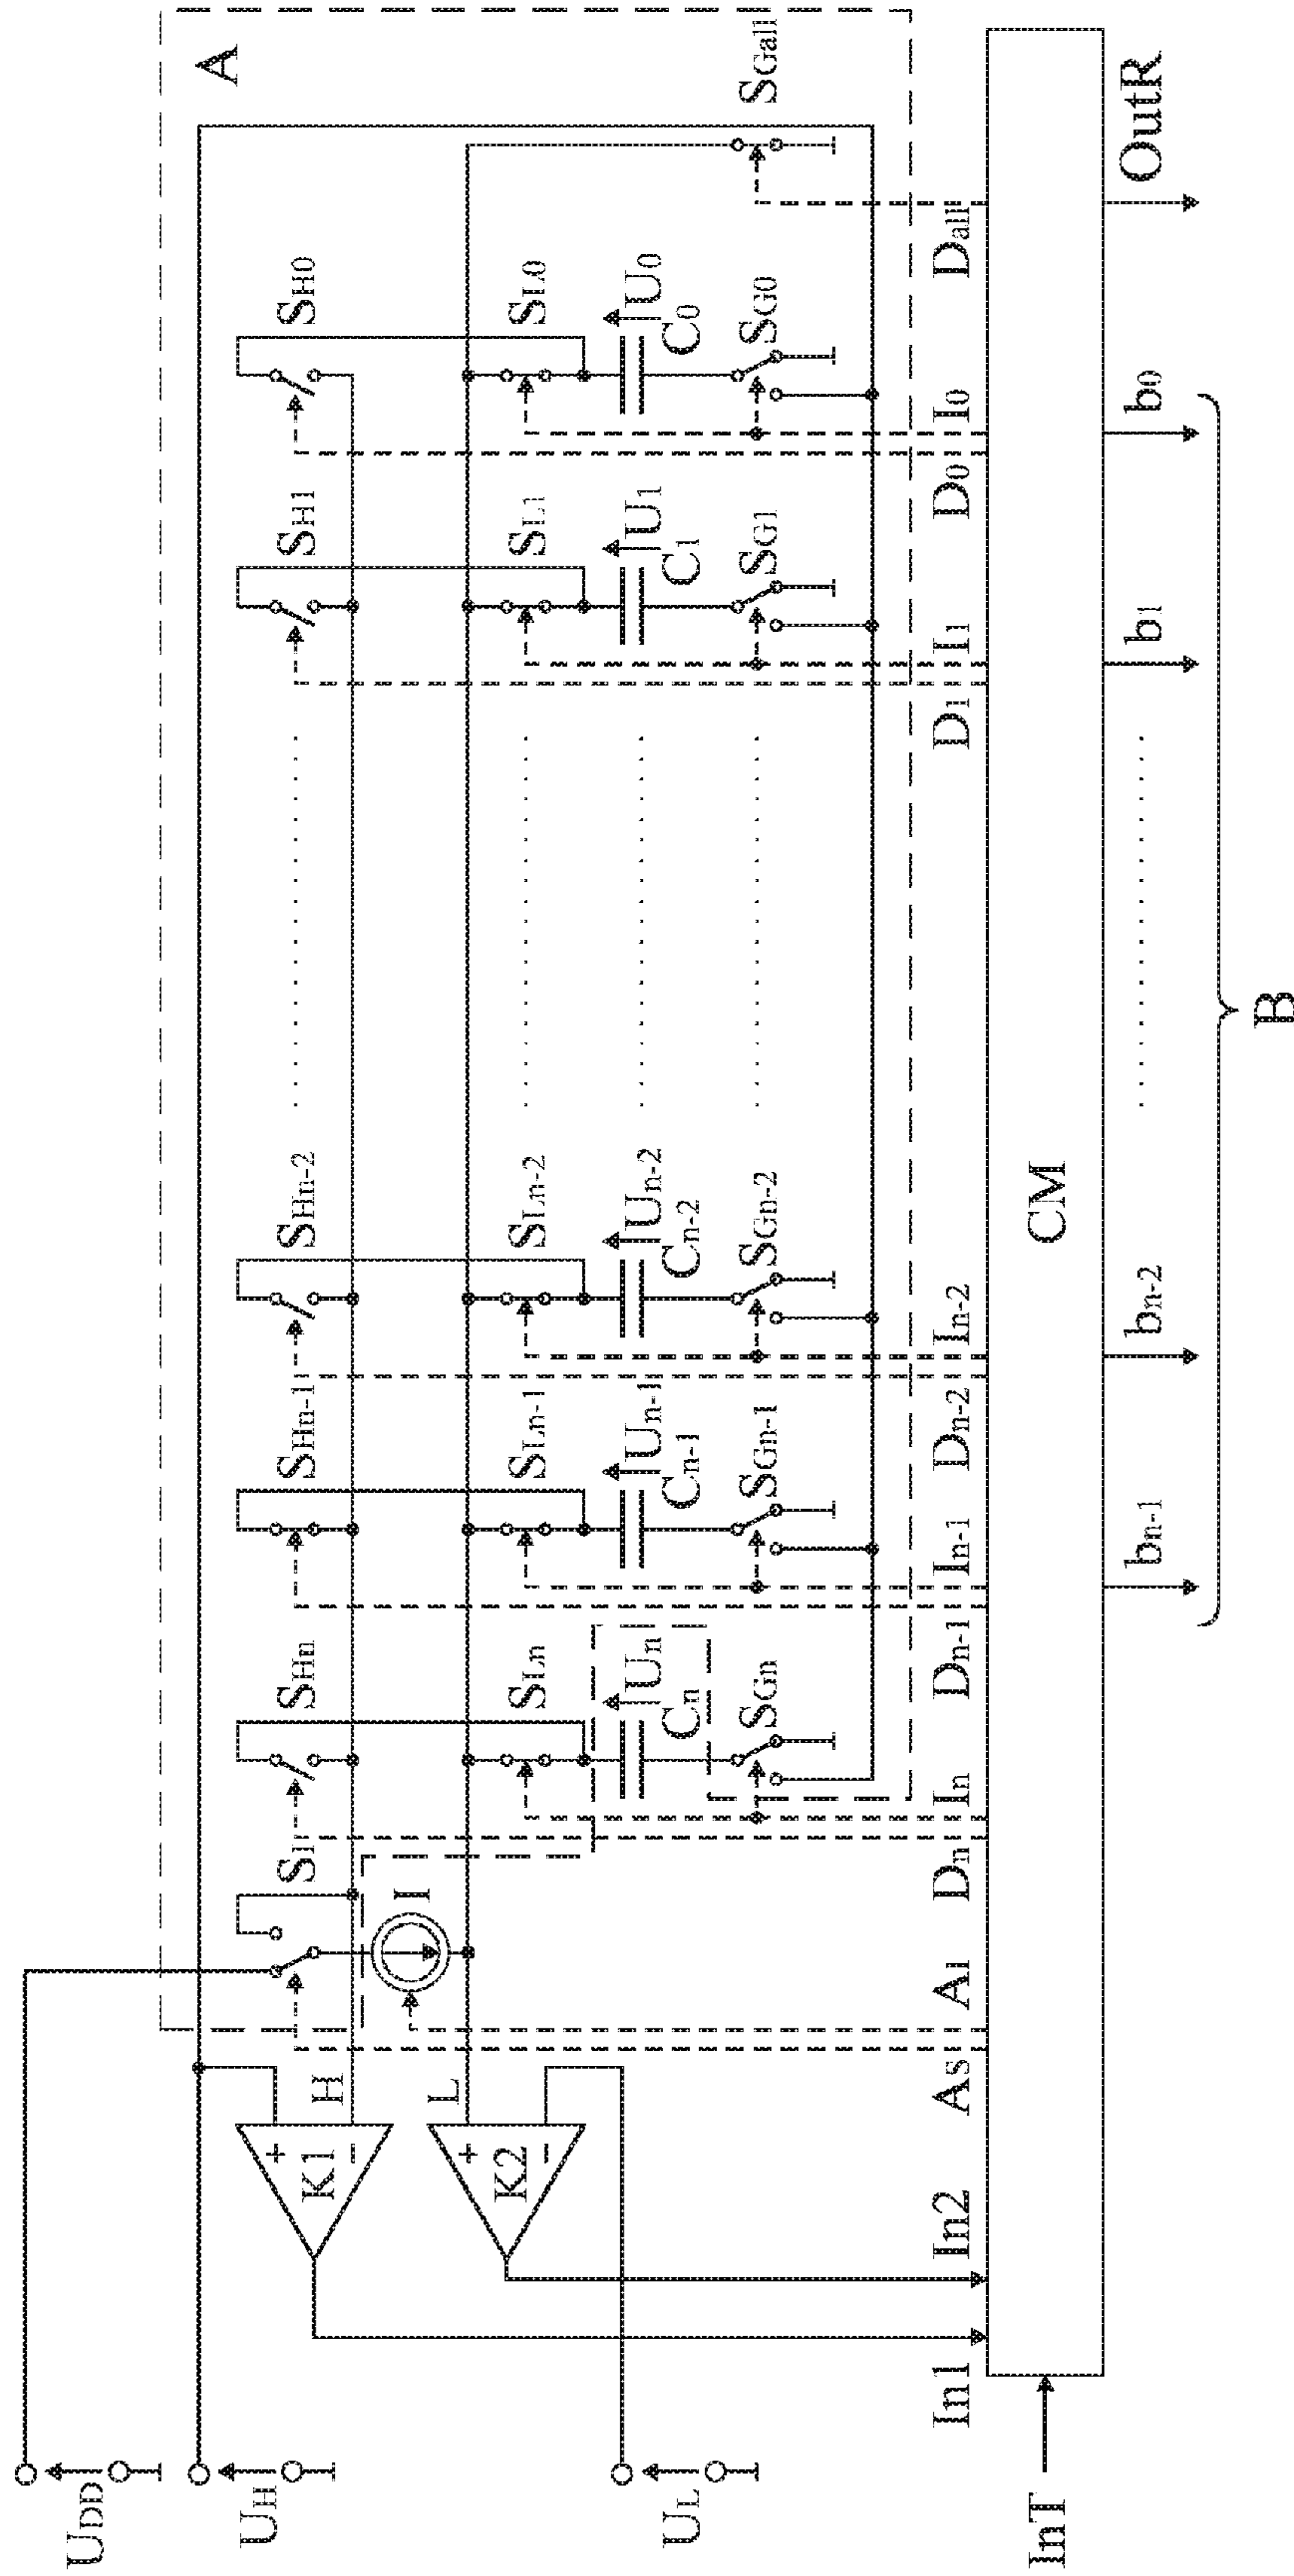 A
UDD
UH
UL
K1
+
−
H
K2
+
−
L
SI
I
SHn
SHn-1
SHn-2
SH1
SH0
SLn
SLn-1
SLn-2
SL1
SL0
Un
Un-1
Un-2
U1
U0
Cn
Cn-1
Cn-2
C1
C0
SGn
SGn-1
SGn-2
SG1
SG0
SGall
In1
In2
AS
AI
Dn
In
Dn-1
In-1
Dn-2
In-2
D1
I1
D0
I0
Dall
InT
CM
bn-1
bn-2
b1
b0
OutR
B